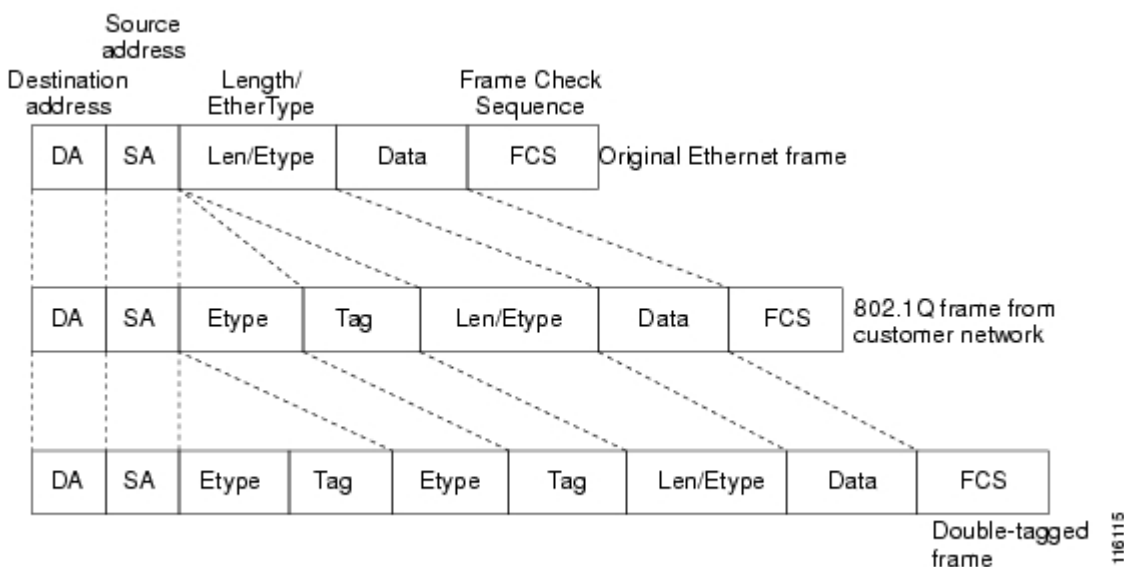 Source
address
Destination
address
Length/
EtherType
Frame Check
Sequence
DA SA Len/Etype Data FCS Original Ethernet frame
DA SA Etype Tag Len/Etype Data FCS 802.1Q frame from
customer network
DA SA Etype Tag Etype Tag Len/Etype Data FCS
Double-tagged
frame
116115